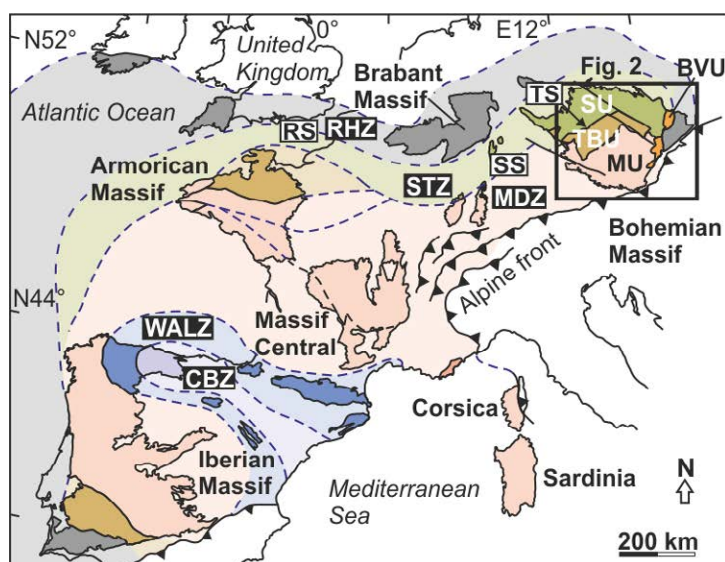 N52°
United
Kingdom
0°
E12°
Fig. 2
BVU
Brabant
Massif
TS
SU
Atlantic Ocean
RS
RHZ
TBU
Armorican
Massif
SS
MU
STZ
MDZ
Bohemian
Massif
Alpine front
N44°
WALZ
Massif
Central
CBZ
Corsica
Iberian
Massif
Sardinia
N
Mediterranean
Sea
200 km